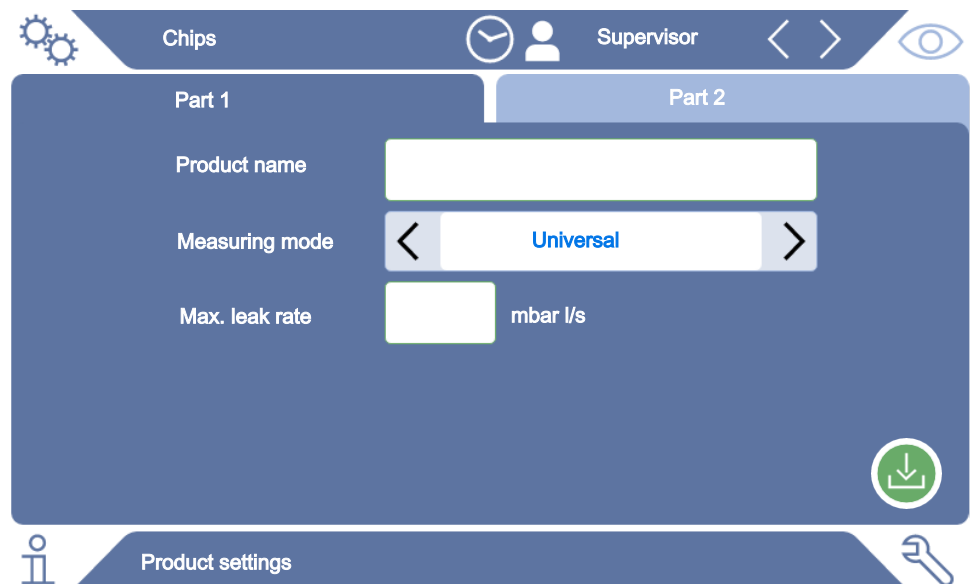 Chips
Supervisor
Part 1
Part 2
Product name
Measuring mode
Universal
Max. leak rate
mbar l/s
Product settings